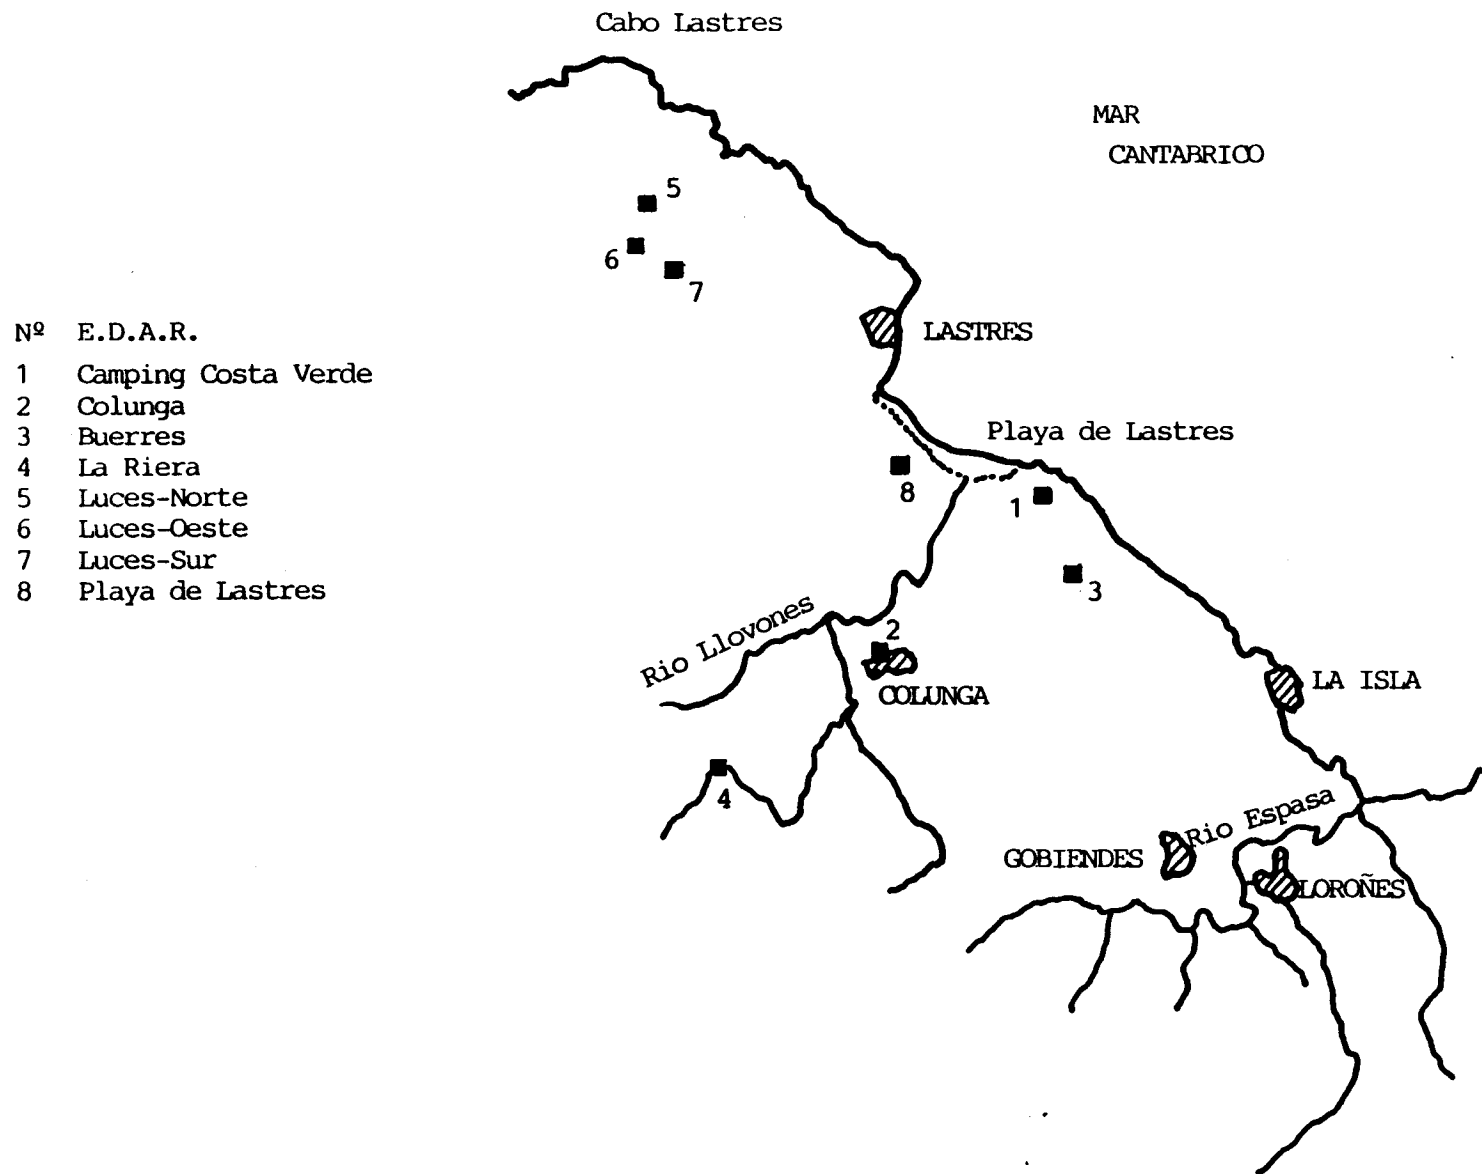 Cabo Lastres
MAR
CANTABRICO
5
6
7
LASTRES
Nº E.D.A.R.
1 Camping Costa Verde
2 Colunga
3 Buerres
4 La Riera
5 Luces-Norte
6 Luces-Oeste
7 Luces-Sur
8 Playa de Lastres
Playa de Lastres
8
1
3
Rio Llovones
2
COLUNGA
LA ISLA
4
Rio Espasa
GOBIENDES
LOROÑES